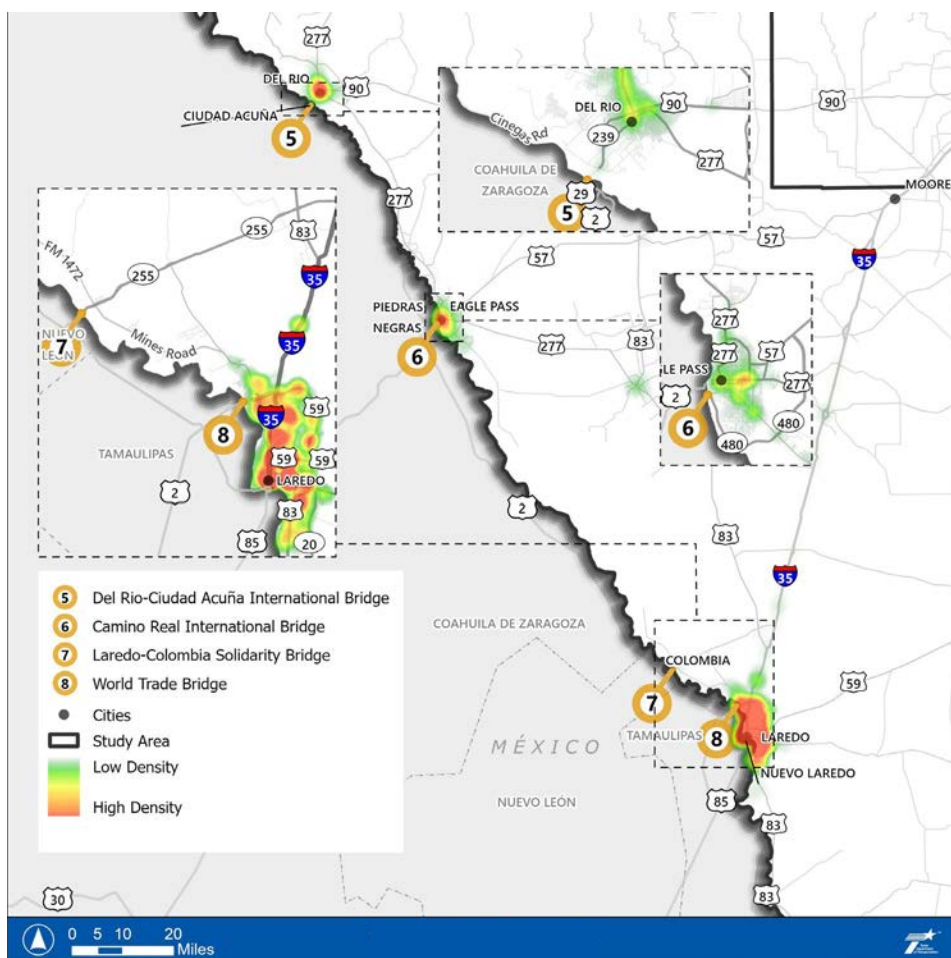 277
DEL RIO
90
CIUDAD ACUÑA
5
DEL RIO
90
Cinegas Rd
239
277
COAHUILA DE
ZARAGOZA
29
5
2
90
90
MOORE
277
57
57
35
255
83
FM 1472
255
35
35
NUEVO
LEÓN
7
Mines Road
59
35
8
TAMAULIPAS
59
59
LAREDO
2
83
85
20
PIEDRAS
NEGRAS
EAGLE PASS
6
277
83
277
277
57
LE PASS
277
2
6
480
480
2
83
35
5 Del Rio-Ciudad Acuña International Bridge
6 Camino Real International Bridge
7 Laredo-Colombia Solidarity Bridge
8 World Trade Bridge
Cities
Study Area
Low Density
High Density
COAHUILA DE ZARAGOZA
COLOMBIA
7
59
TAMAULIPAS
8
LAREDO
MÉXICO
NUEVO LAREDO
NUEVO LEÓN
85
83
83
30
0 5 10 20
Miles